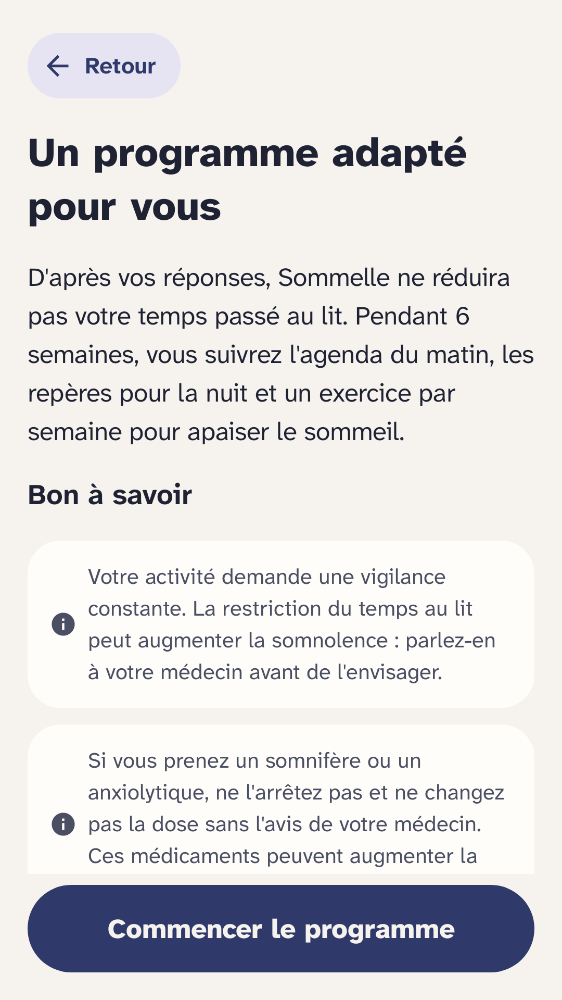 Retour
Un programme adapté
pour vous
D'après vos réponses, Sommelle ne réduira
pas votre temps passé au lit. Pendant 6
semaines, vous suivrez l'agenda du matin, les
repères pour la nuit et un exercice par
semaine pour apaiser le sommeil.
Bon à savoir
Votre activité demande une vigilance
constante. La restriction du temps au lit
peut augmenter la somnolence : parlez-en
à votre médecin avant de l'envisager.
Si vous prenez un somnifère ou un
anxiolytique, ne l'arrêtez pas et ne changez
pas la dose sans l'avis de votre médecin.
Ces médicaments peuvent augmenter la
Commencer le programme